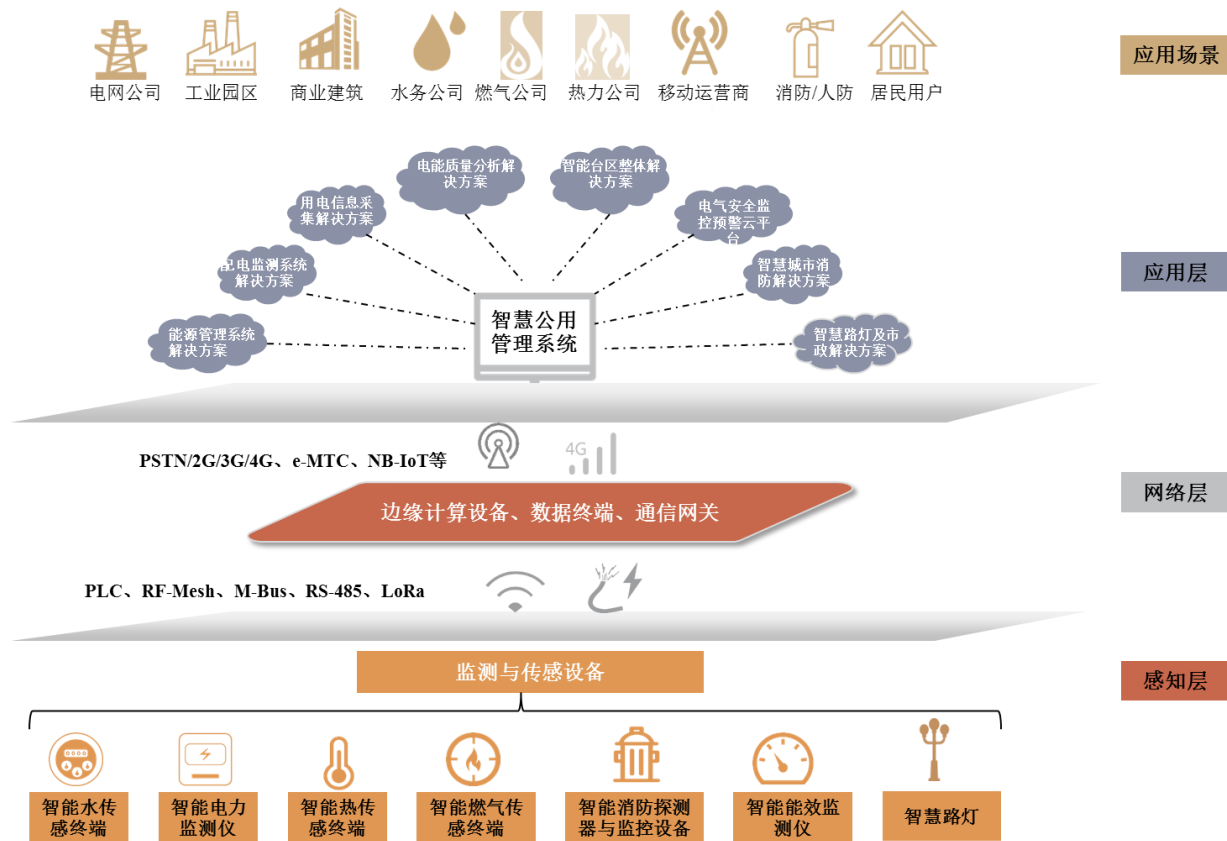 应用场景
电网公司 工业园区 商业建筑 水务公司 燃气公司 热力公司 移动运营商 消防/人防 居民用户
电能质量分析解
决方案
智能台区整体解
决方案
用电信息采
集解决方案
电气安全监
控预警云平
台
配电监测系统
解决方案
智慧城市消
防解决方案
应用层
能源管理系统
解决方案
智慧公用
管理系统
智慧路灯及市
政解决方案
4G
PSTN/2G/3G/4G、e-MTC、NB-IoT等
网络层
边缘计算设备、数据终端、通信网关
PLC、RF-Mesh、M-Bus、RS-485、LoRa
监测与传感设备
感知层
智能水传
感终端
智能电力
监测仪
智能热传
感终端
智能燃气传
感终端
智能消防探测
器与监控设备
智能能效监
测仪
智慧路灯